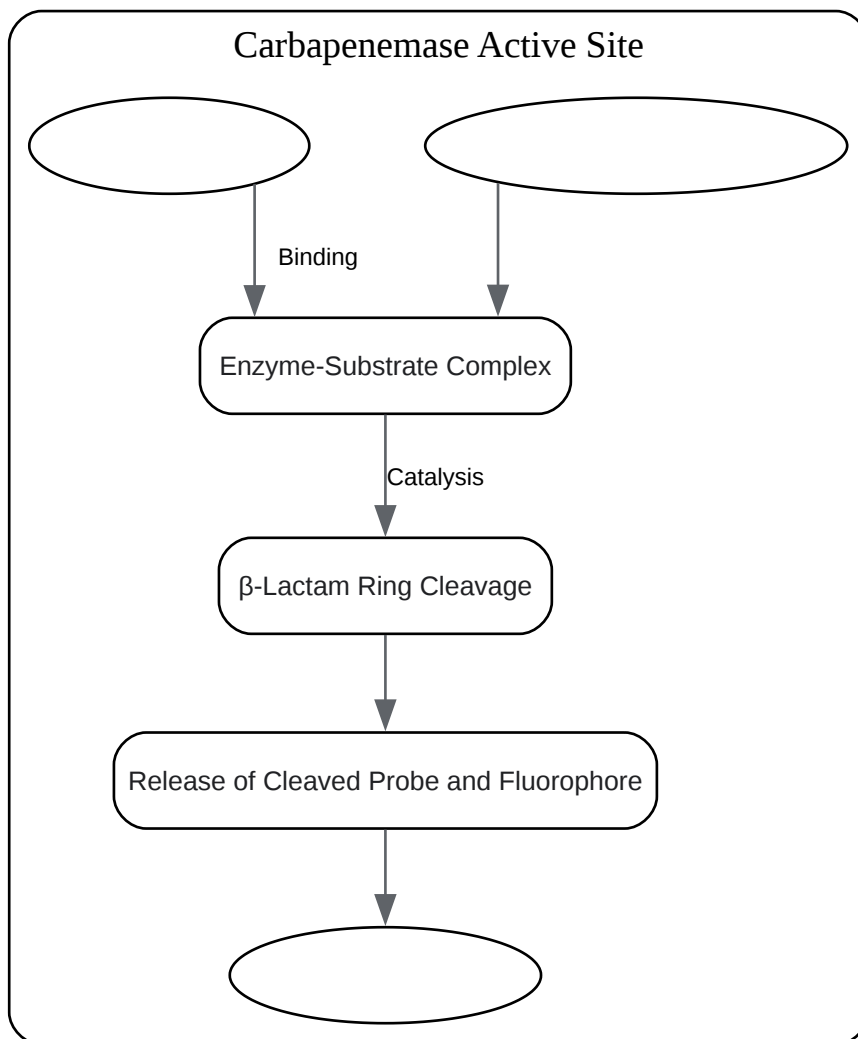 Carbapenemase Active Site
Binding
Enzyme-Substrate Complex
Catalysis
β-Lactam Ring Cleavage
Release of Cleaved Probe and Fluorophore